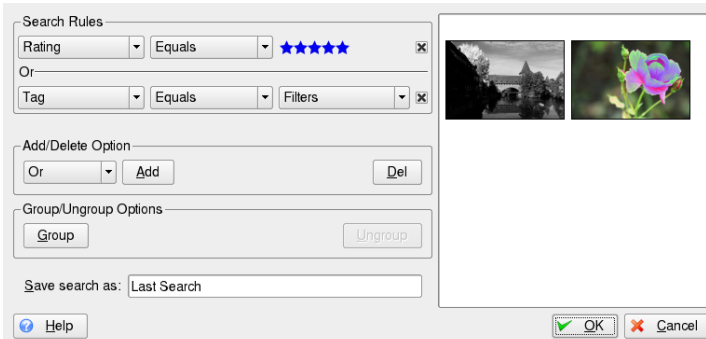 Search Rules
Rating Equals
Or
Tag Equals Filters
Add/Delete Option
Or Add Del
Group/Ungroup Options
Group Ungroup
Save search as: Last Search
Help OK Cancel